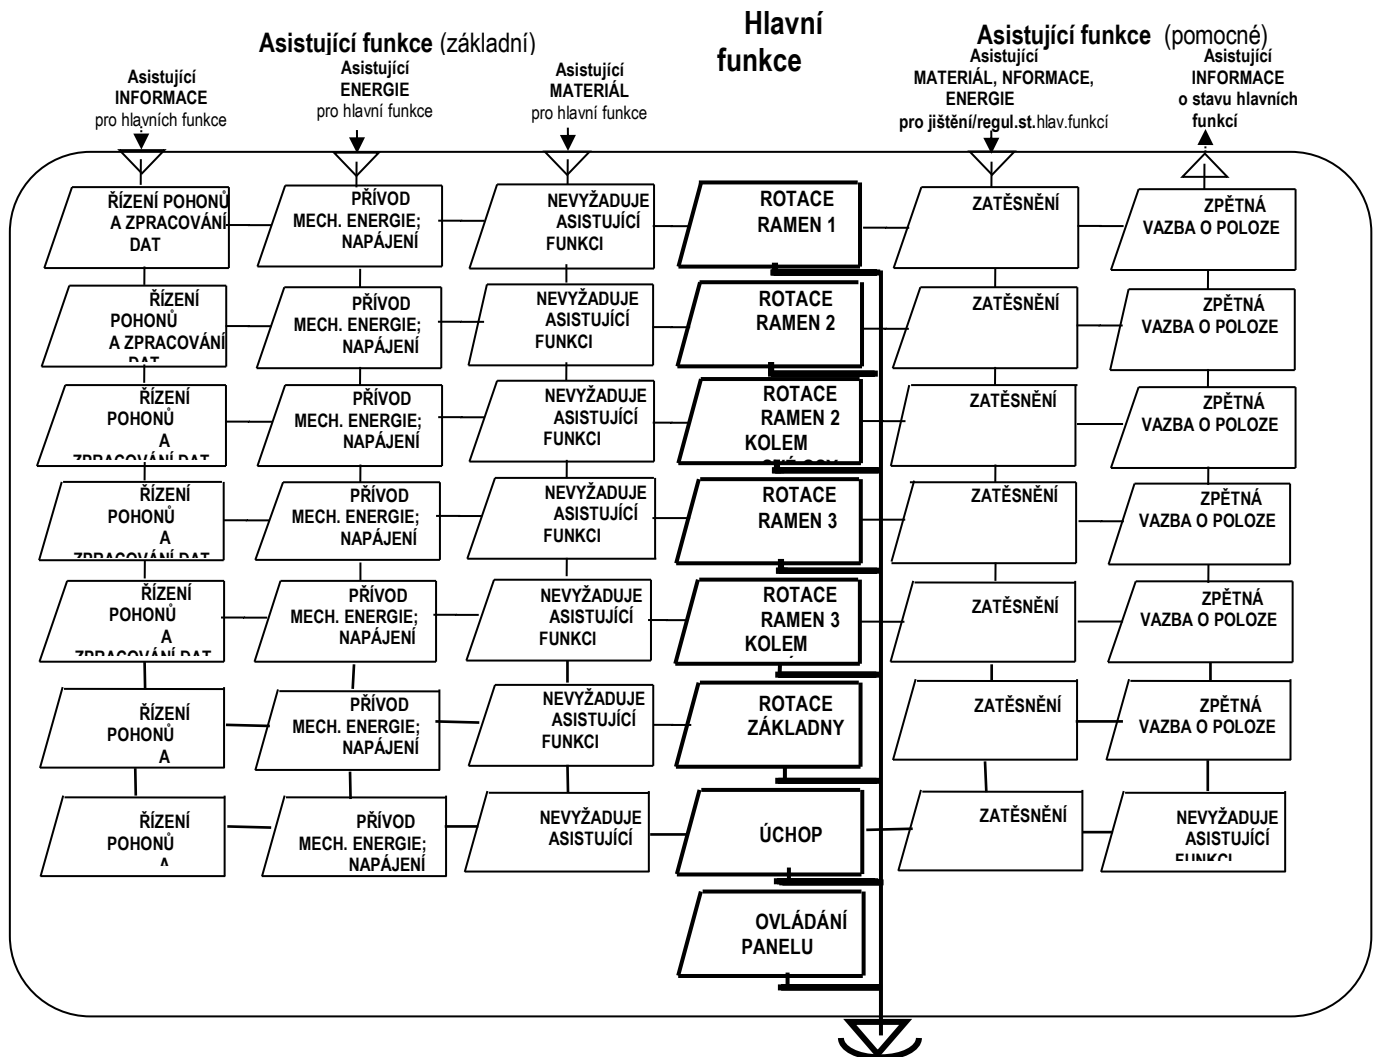 Hlavní
funkce
Asistující funkce (základní)
Asistující funkce (pomocné)
Asistující
INFORMACE
pro hlavních funkce
Asistující
ENERGIE
pro hlavní funkce
Asistující
MATERIÁL
pro hlavní funkce
Asistující
MATERIÁL, NFORMACE,
ENERGIE
pro jištění/regul.st.hlav.funkcí
Asistující
INFORMACE
o stavu hlavních
funkcí
ŘÍZENÍ POHONŮ
A ZPRACOVÁNÍ
DAT
PŘÍVOD
MECH. ENERGIE;
NAPÁJENÍ
NEVYŽADUJE
ASISTUJÍCÍ
FUNKCI
ROTACE
RAMEN 1
ZATĚSNĚNÍ
ZPĚTNÁ
VAZBA O POLOZE
ŘÍZENÍ
POHONŮ
A ZPRACOVÁNÍ
DAT
PŘÍVOD
MECH. ENERGIE;
NAPÁJENÍ
NEVYŽADUJE
ASISTUJÍCÍ
FUNKCI
ROTACE
RAMEN 2
ZATĚSNĚNÍ
ZPĚTNÁ
VAZBA O POLOZE
ŘÍZENÍ
POHONŮ
A
ZPRACOVÁNÍ DAT
PŘÍVOD
MECH. ENERGIE;
NAPÁJENÍ
NEVYŽADUJE
ASISTUJÍCÍ
FUNKCI
ROTACE
RAMEN 2
KOLEM
ZATĚSNĚNÍ
ZPĚTNÁ
VAZBA O POLOZE
ŘÍZENÍ
POHONŮ
A
ZPRACOVÁNÍ DAT
PŘÍVOD
MECH. ENERGIE;
NAPÁJENÍ
NEVYŽADUJE
ASISTUJÍCÍ
FUNKCI
ROTACE
RAMEN 3
ZATĚSNĚNÍ
ZPĚTNÁ
VAZBA O POLOZE
ŘÍZENÍ
POHONŮ
A
ZPRACOVÁNÍ DAT
PŘÍVOD
MECH. ENERGIE;
NAPÁJENÍ
NEVYŽADUJE
ASISTUJÍCÍ
FUNKCI
ROTACE
RAMEN 3
KOLEM
ZATĚSNĚNÍ
ZPĚTNÁ
VAZBA O POLOZE
ŘÍZENÍ
POHONŮ
A
PŘÍVOD
MECH. ENERGIE;
NAPÁJENÍ
NEVYŽADUJE
ASISTUJÍCÍ
FUNKCI
ROTACE
ZÁKLADNY
ZATĚSNĚNÍ
ZPĚTNÁ
VAZBA O POLOZE
ŘÍZENÍ
POHONŮ
A
PŘÍVOD
MECH. ENERGIE;
NAPÁJENÍ
NEVYŽADUJE
ASISTUJÍCÍ
ÚCHOP
ZATĚSNĚNÍ
NEVYŽADUJE
ASISTUJÍCÍ
FUNKCI
OVLÁDÁNÍ
PANELU